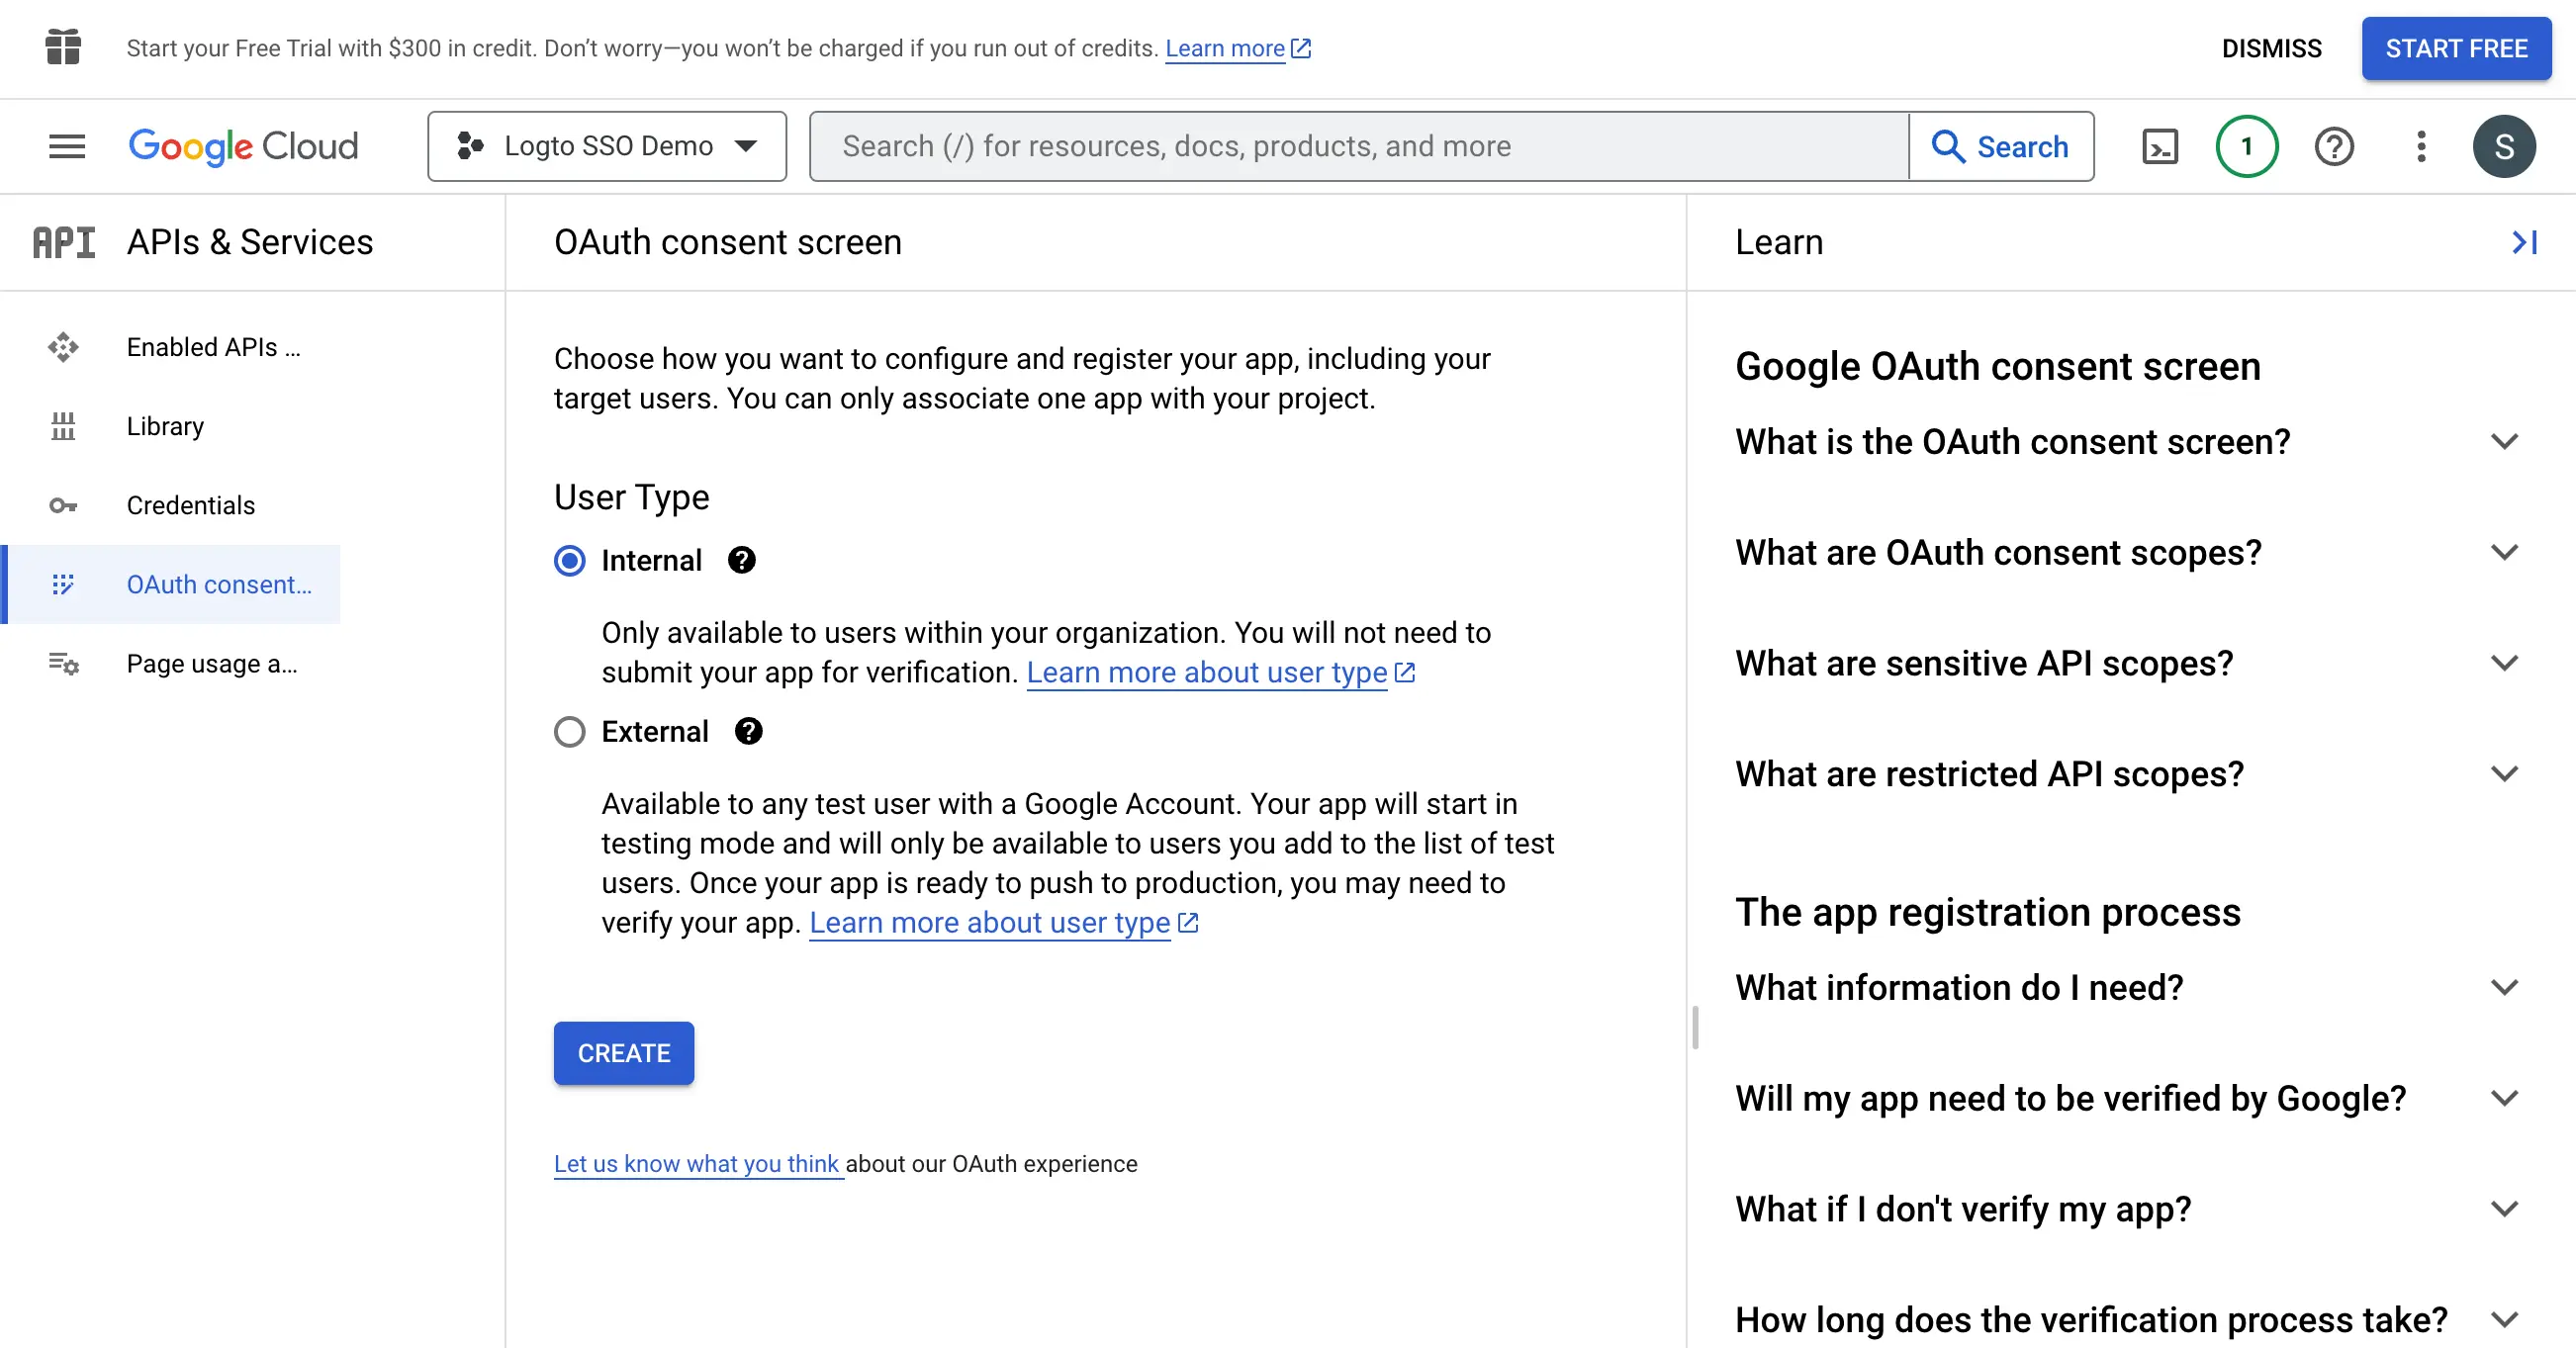 Start your Free Trial with $300 in credit. Don’t worry—you won’t be charged if you run out of credits. Learn more
DISMISS
START FREE
Google Cloud
Logto SSO Demo
Search (/) for resources, docs, products, and more
Search
1
S
API
APIs & Services
Enabled APIs ...
Library
Credentials
OAuth consent...
Page usage a...
OAuth consent screen
Choose how you want to configure and register your app, including your
target users. You can only associate one app with your project.
User Type
Internal
Only available to users within your organization. You will not need to
submit your app for verification. Learn more about user type
External
Available to any test user with a Google Account. Your app will start in
testing mode and will only be available to users you add to the list of test
users. Once your app is ready to push to production, you may need to
verify your app. Learn more about user type
CREATE
Let us know what you think about our OAuth experience
Learn
Google OAuth consent screen
What is the OAuth consent screen?
What are OAuth consent scopes?
What are sensitive API scopes?
What are restricted API scopes?
The app registration process
What information do I need?
Will my app need to be verified by Google?
What if I don't verify my app?
How long does the verification process take?